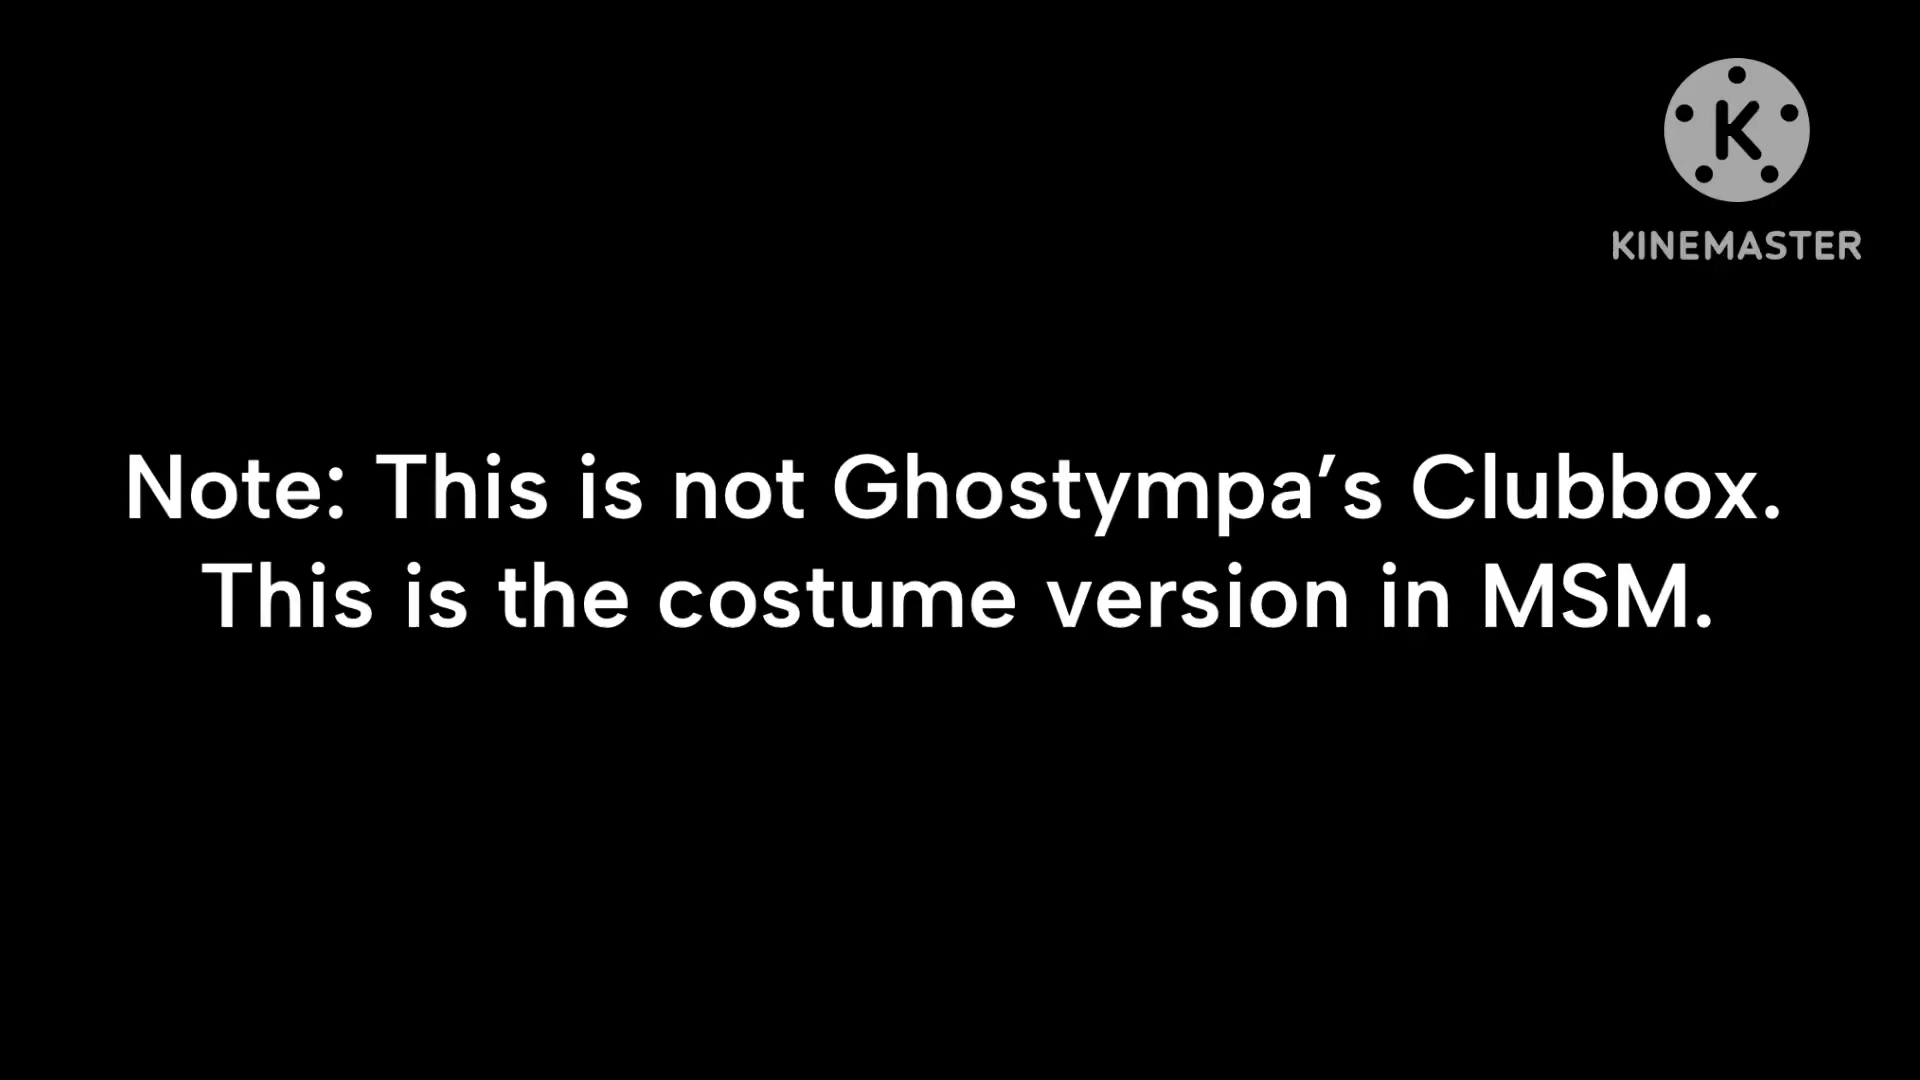 K
KINEMASTER
Note: This is not Ghostympa’s Clubbox.
This is the costume version in MSM.